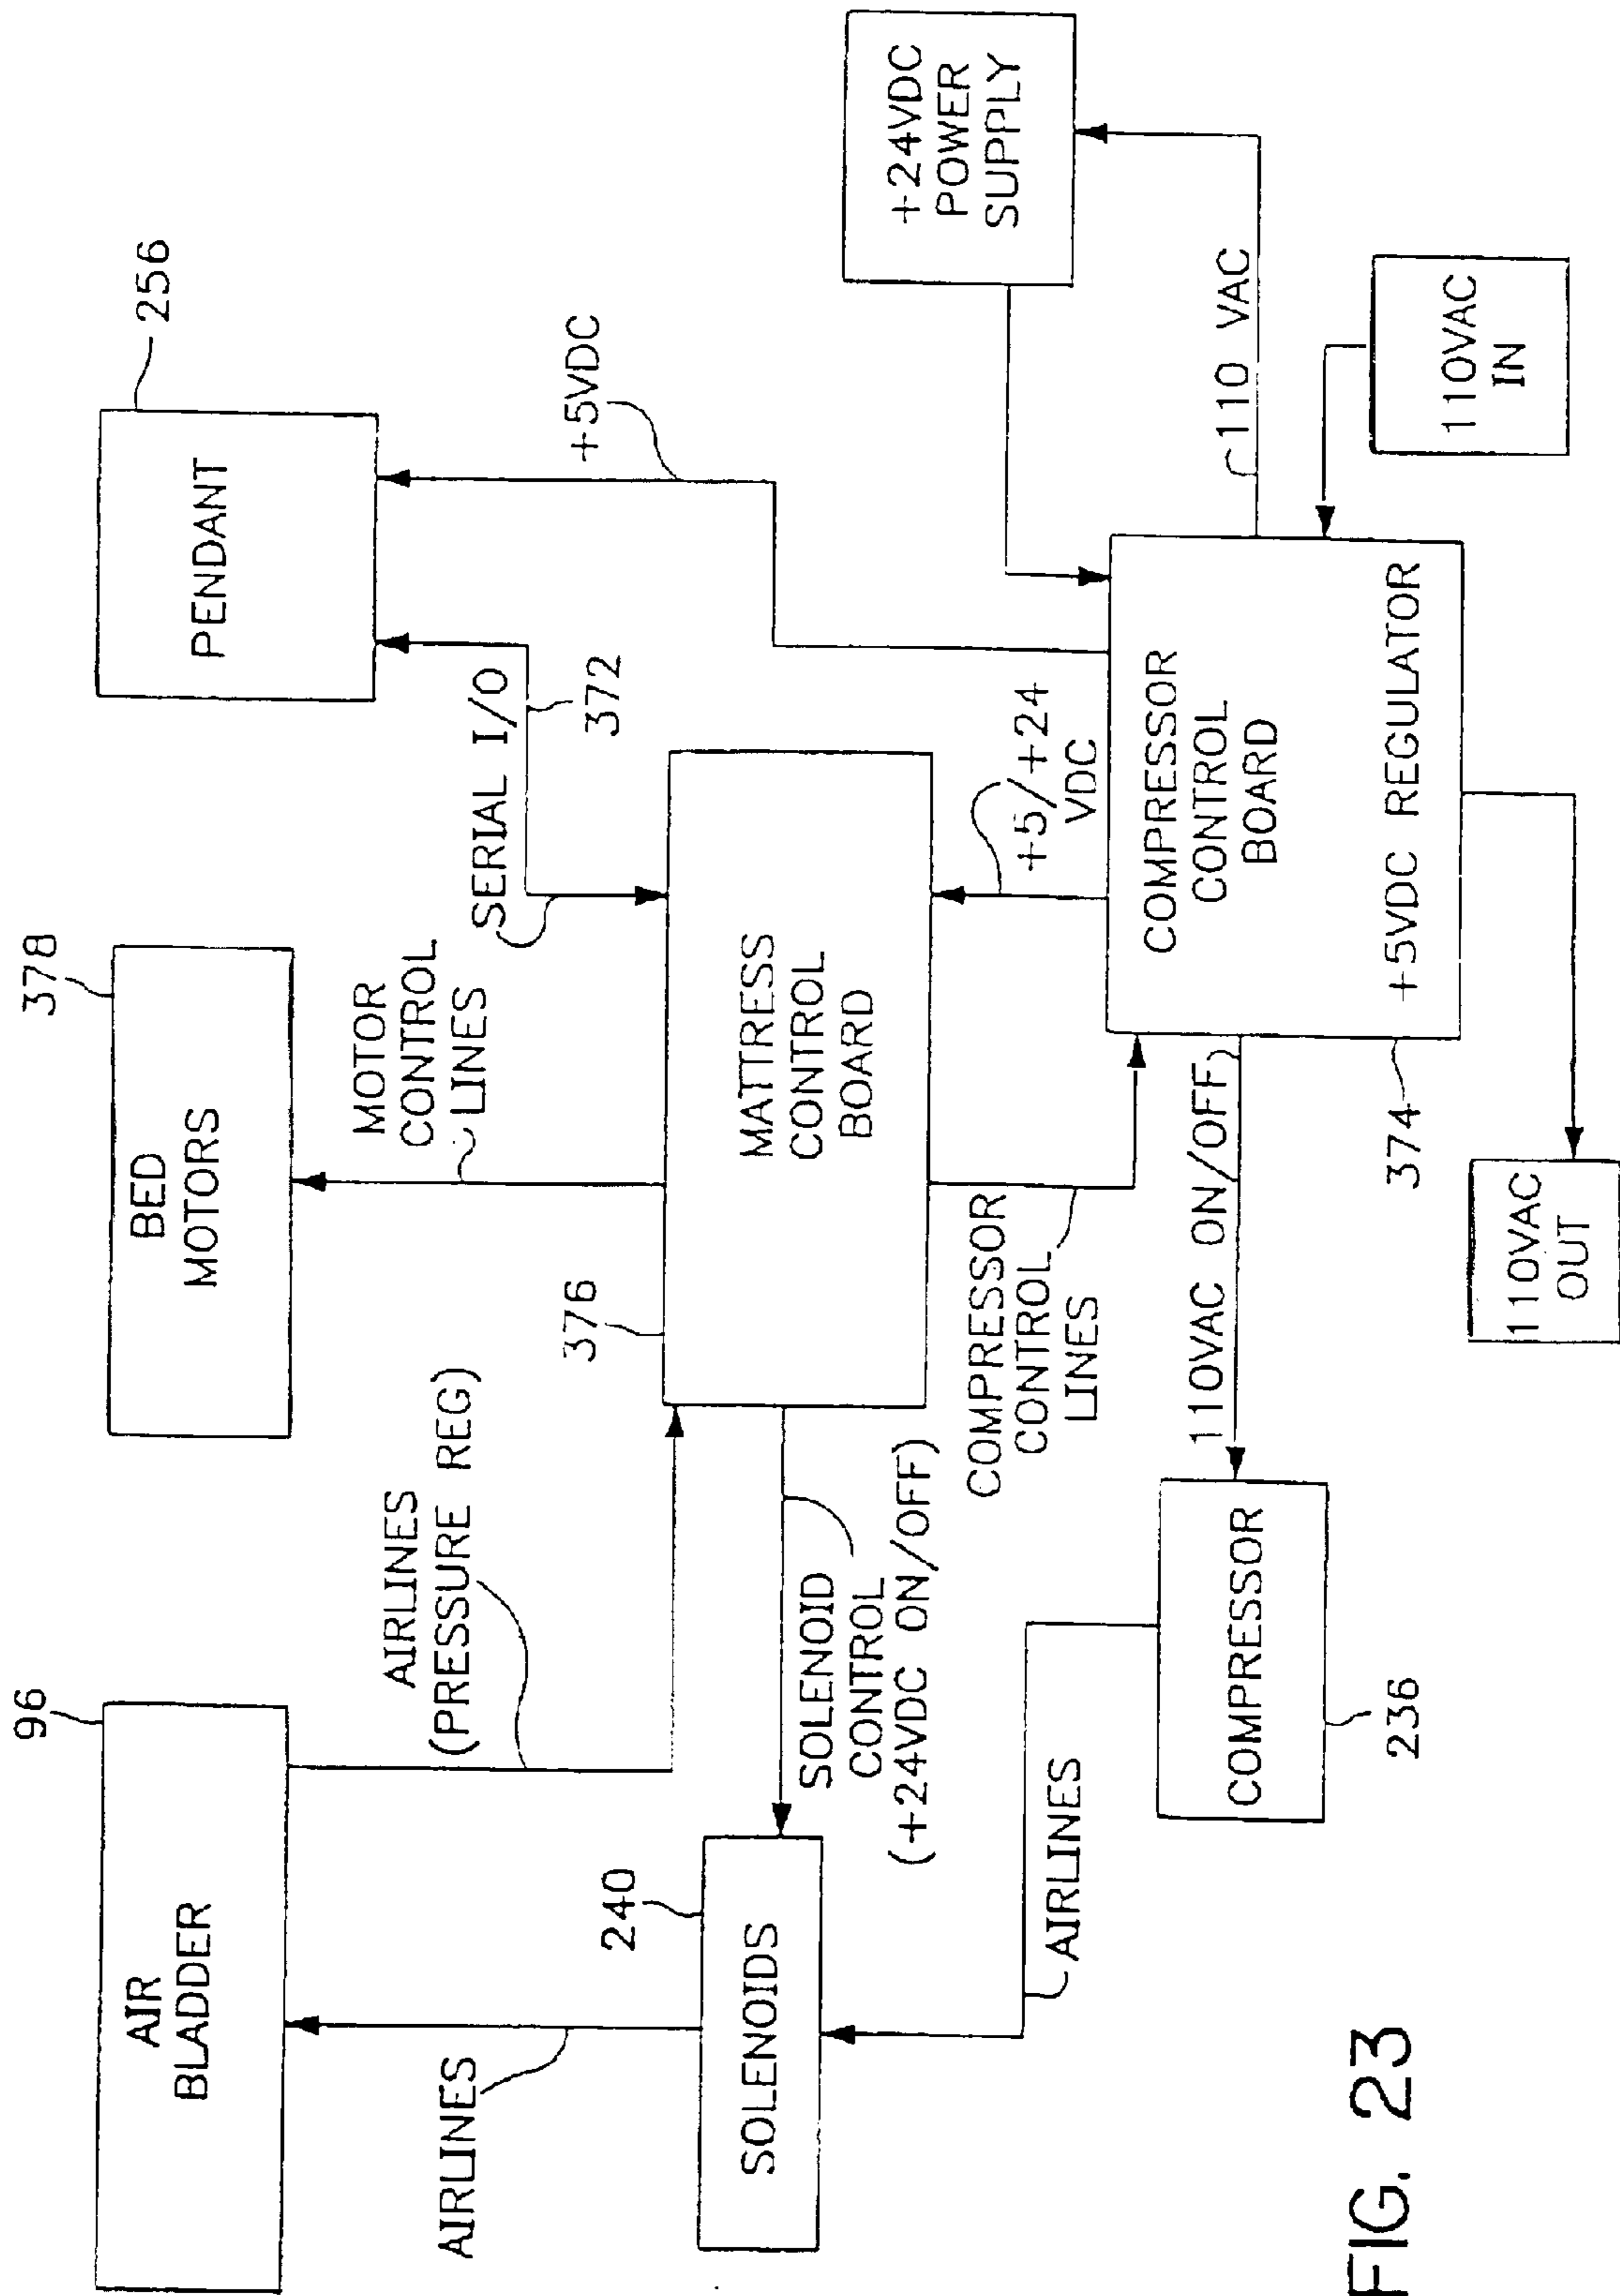 96
AIR
BLADDER
378
BED
MOTORS
PENDANT
256
AIRLINES
AIRLINES
(PRESSURE REG)
MOTOR
CONTROL
LINES
SERIAL I/O
372
+5VDC
240
SOLENOIDS
376
MATTRESS
CONTROL
BOARD
+24VDC
POWER
SUPPLY
SOLENOID
CONTROL
(+24VDC ON/OFF)
COMPRESSOR
CONTROL
LINES
+5/+24
VDC
AIRLINES
COMPRESSOR
236
110VAC ON/OFF
COMPRESSOR
CONTROL
BOARD
+5VDC REGULATOR
374
110 VAC
110VAC
IN
110VAC
OUT
FIG. 23